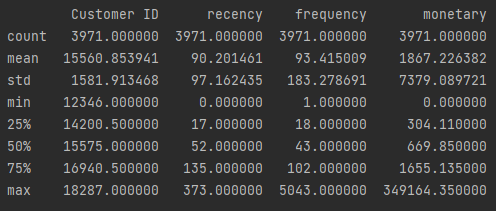 Customer ID recency frequency monetary
count 3971.000000 3971.000000 3971.000000 3971.000000
mean 15560.853941 90.201461 93.415009 1867.226382
std 1581.913468 97.162435 183.278691 7379.089721
min 12346.000000 0.000000 1.000000 0.000000
25% 14200.500000 17.000000 18.000000 304.110000
50% 15575.000000 52.000000 43.000000 669.850000
75% 16940.500000 135.000000 102.000000 1655.135000
max 18287.000000 373.000000 5043.000000 349164.350000